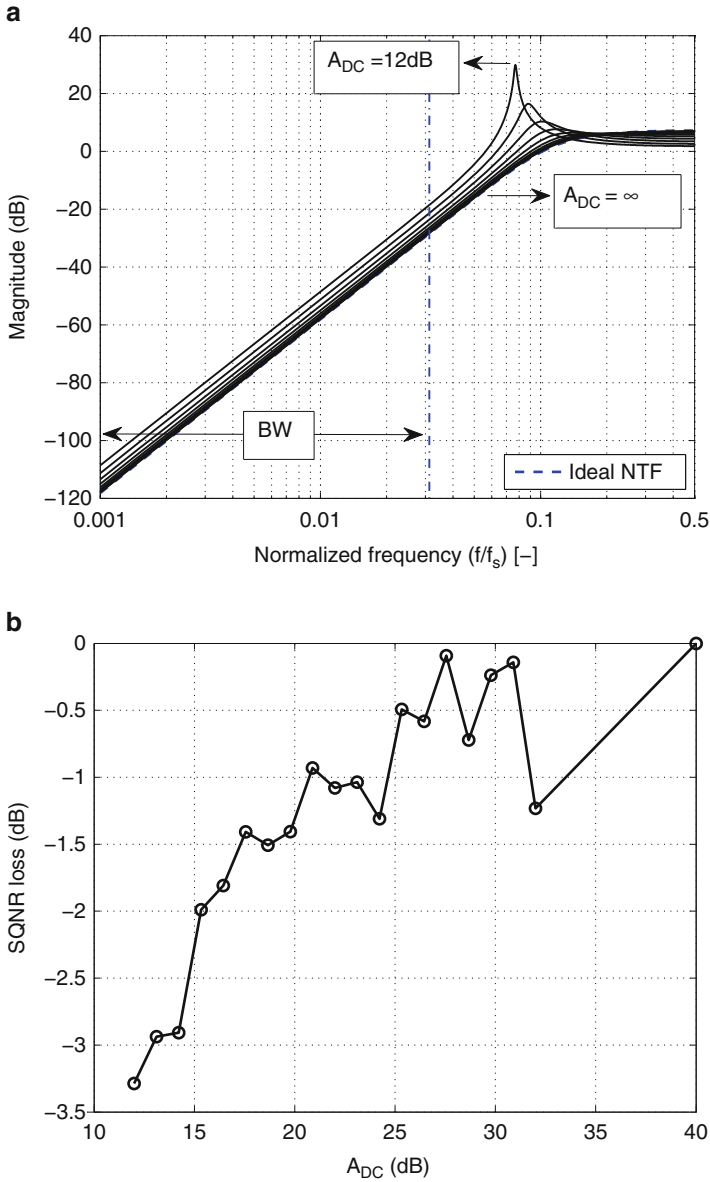 a
40
20
0
−20
−40
−60
−80
−100
−120
Magnitude (dB)
A_DC =12dB
A_DC = ∞
BW
Ideal NTF
0.001
0.01
0.1
0.5
Normalized frequency (f/f_s) [−]
b
0
−0.5
−1
−1.5
−2
−2.5
−3
−3.5
SQNR loss (dB)
10
15
20
25
30
35
40
A_DC (dB)